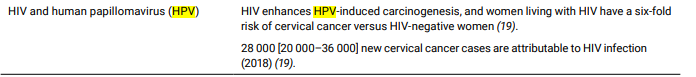 HIV and human papillomavirus (HPV)
HIV enhances HPV-induced carcinogenesis, and women living with HIV have a six-fold
risk of cervical cancer versus HIV-negative women (19).
28 000 [20 000–36 000] new cervical cancer cases are attributable to HIV infection
(2018) (19).